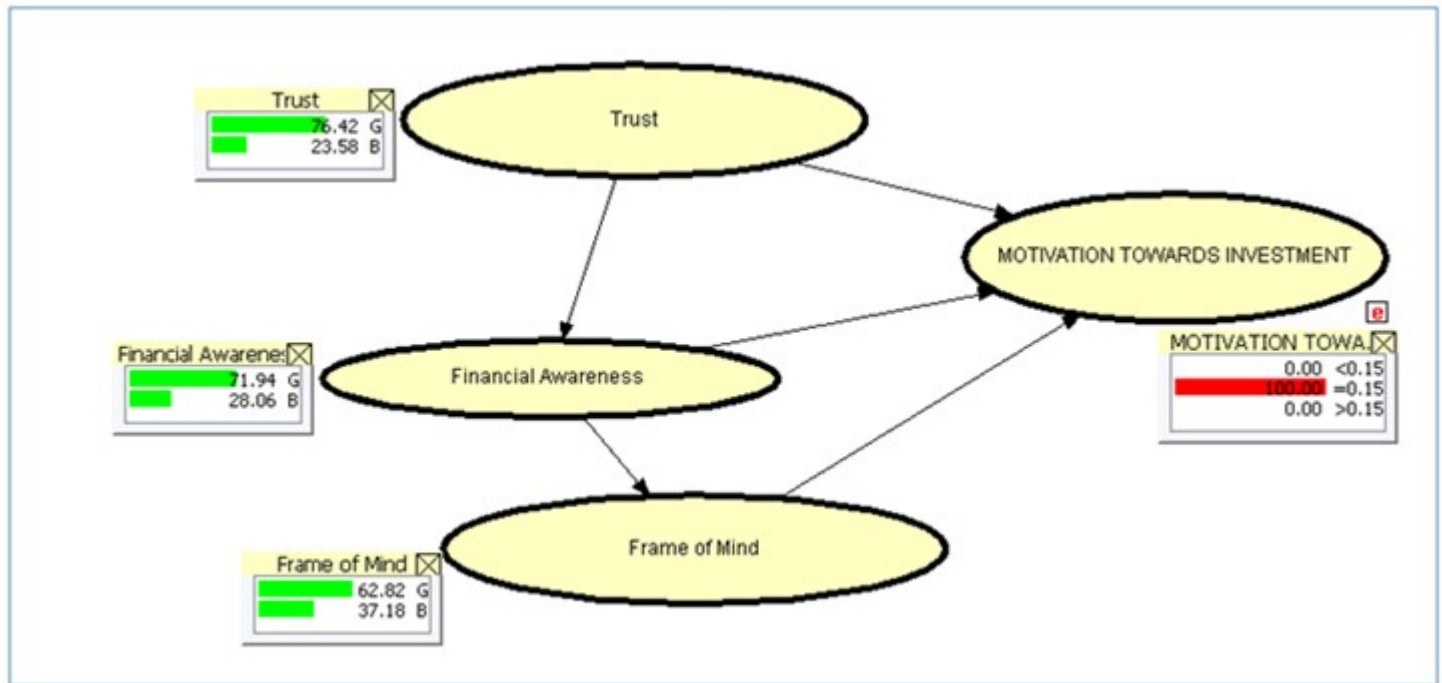 Trust
76.42 G
23.58 B
Trust
MOTIVATION TOWARDS INVESTMENT
e
MOTIVATION TOWA
0.00 <0.15
100.00 =0.15
0.00 >0.15
Financial Awarenes
71.94 G
28.06 B
Financial Awareness
Frame of Mind
62.82 G
37.18 B
Frame of Mind